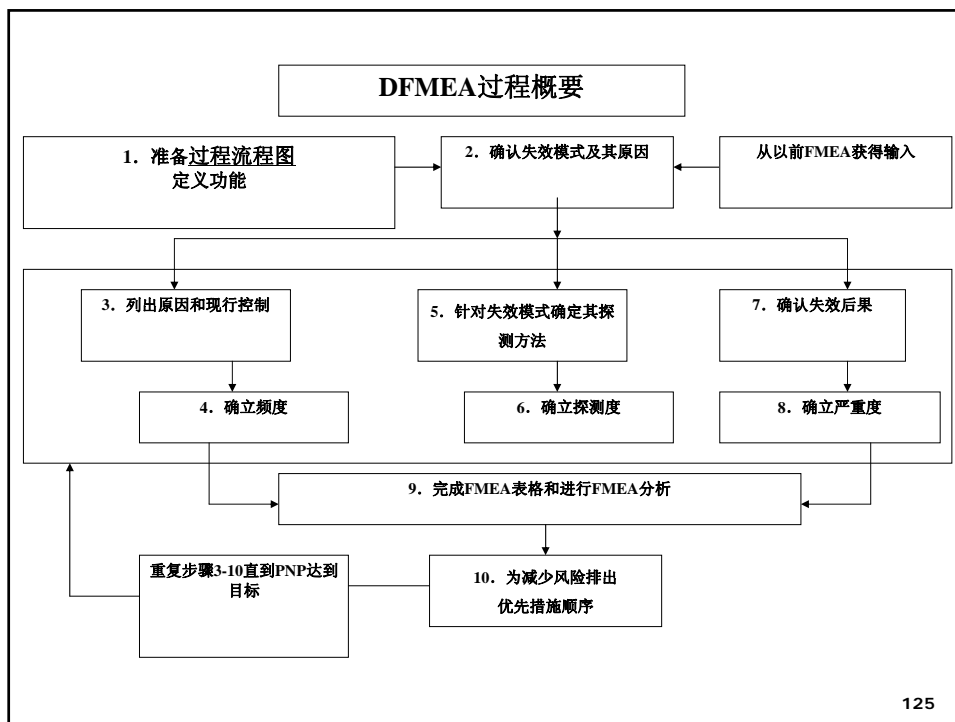 DFMEA过程概要
1．准备过程流程图
定义功能
2．确认失效模式及其原因
从以前FMEA获得输入
3．列出原因和现行控制
5．针对失效模式确定其探
测方法
7．确认失效后果
4．确立频度
6．确立探测度
8．确立严重度
9．完成FMEA表格和进行FMEA分析
重复步骤3-10直到PNP达到
目标
10．为减少风险排出
优先措施顺序
125